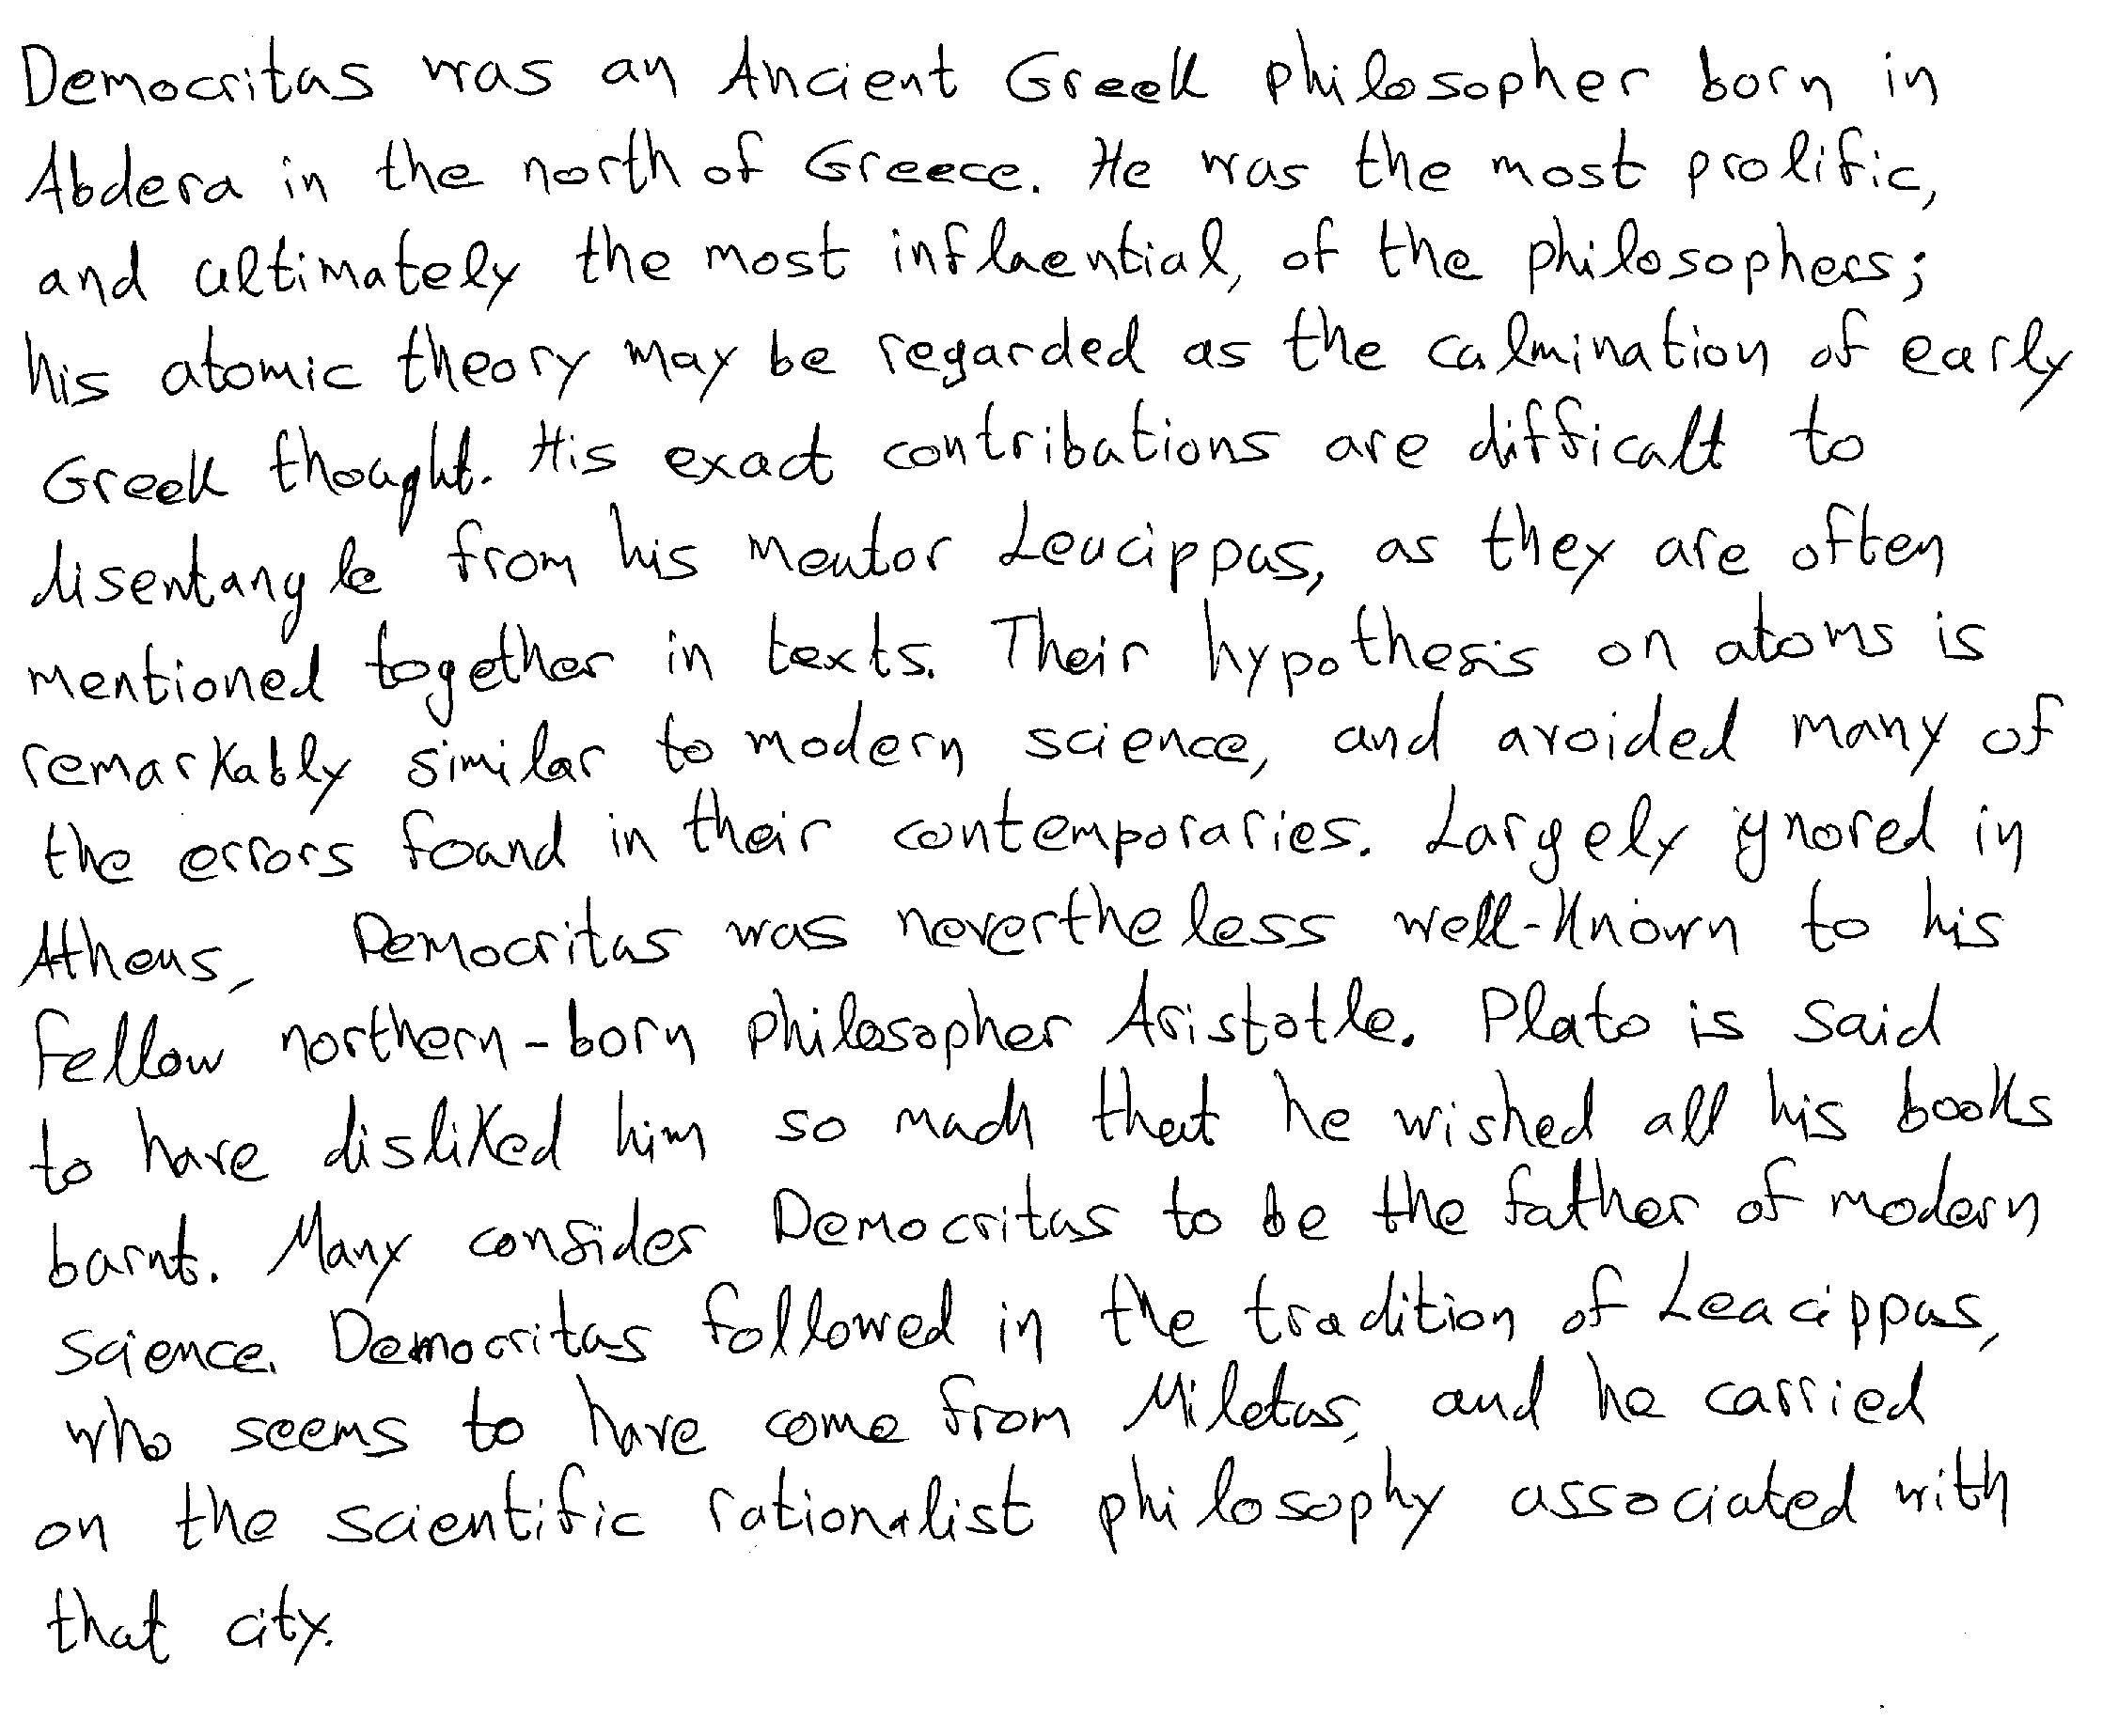 Democritus was an Ancient Greek philosopher born in
Abdera in the north of Greece. He was the most prolific,
and ultimately the most influential, of the philosophers;
his atomic theory may be regarded as the culmination of early
Greek thought. His exact contributions are difficult to
disentangle from his mentor Leucippus, as they are often
mentioned together in texts. Their hypothesis on atoms is
remarkably similar to modern science, and avoided many of
the errors found in their contemporaries. Largely ignored in
Athens, Democritus was nevertheless well-known to his
fellow northern-born philosopher Aristotle. Plato is said
to have disliked him so much that he wished all his books
burnt. Many consider Democritus to be the father of modern
science. Democritus followed in the tradition of Leucippus,
who seems to have come from Miletus, and he carried
on the scientific rationalist philosophy associated with
that city.